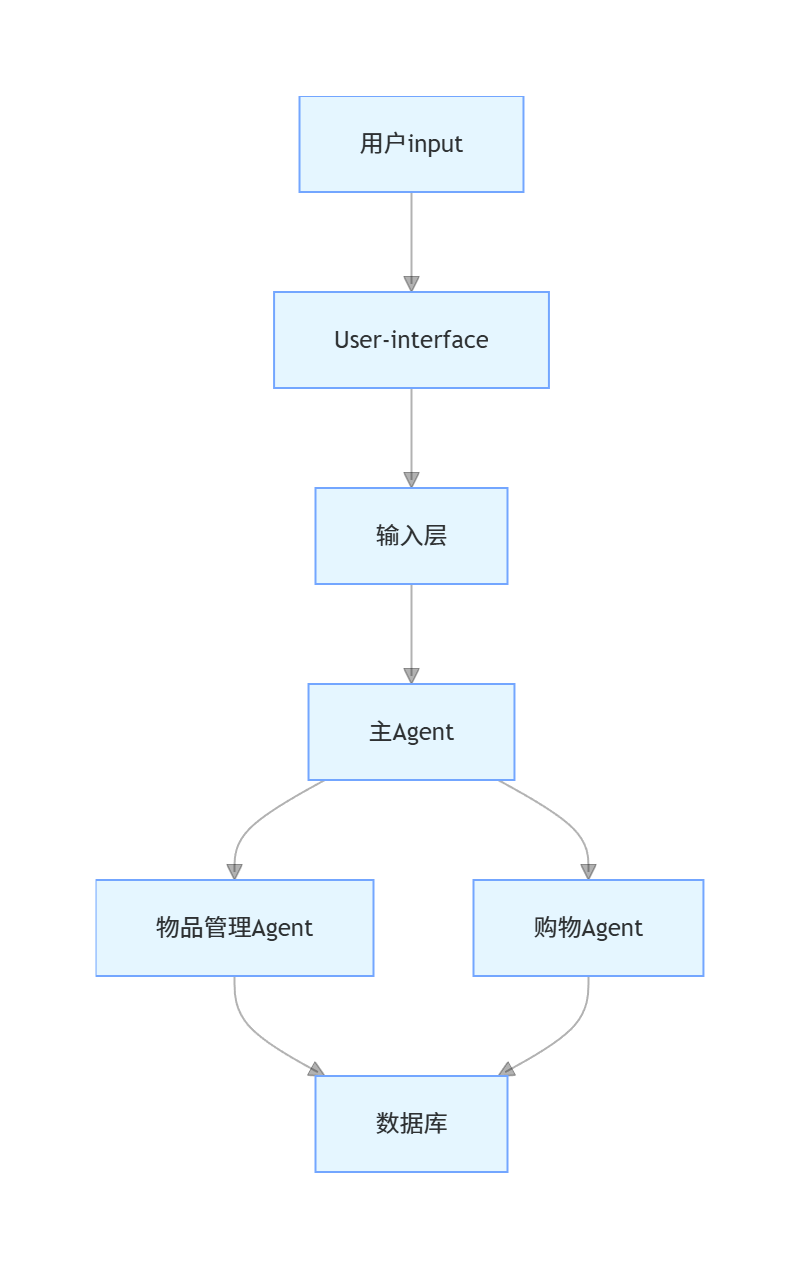 用户input
User-interface
输入层
主Agent
物品管理Agent
购物Agent
数据库